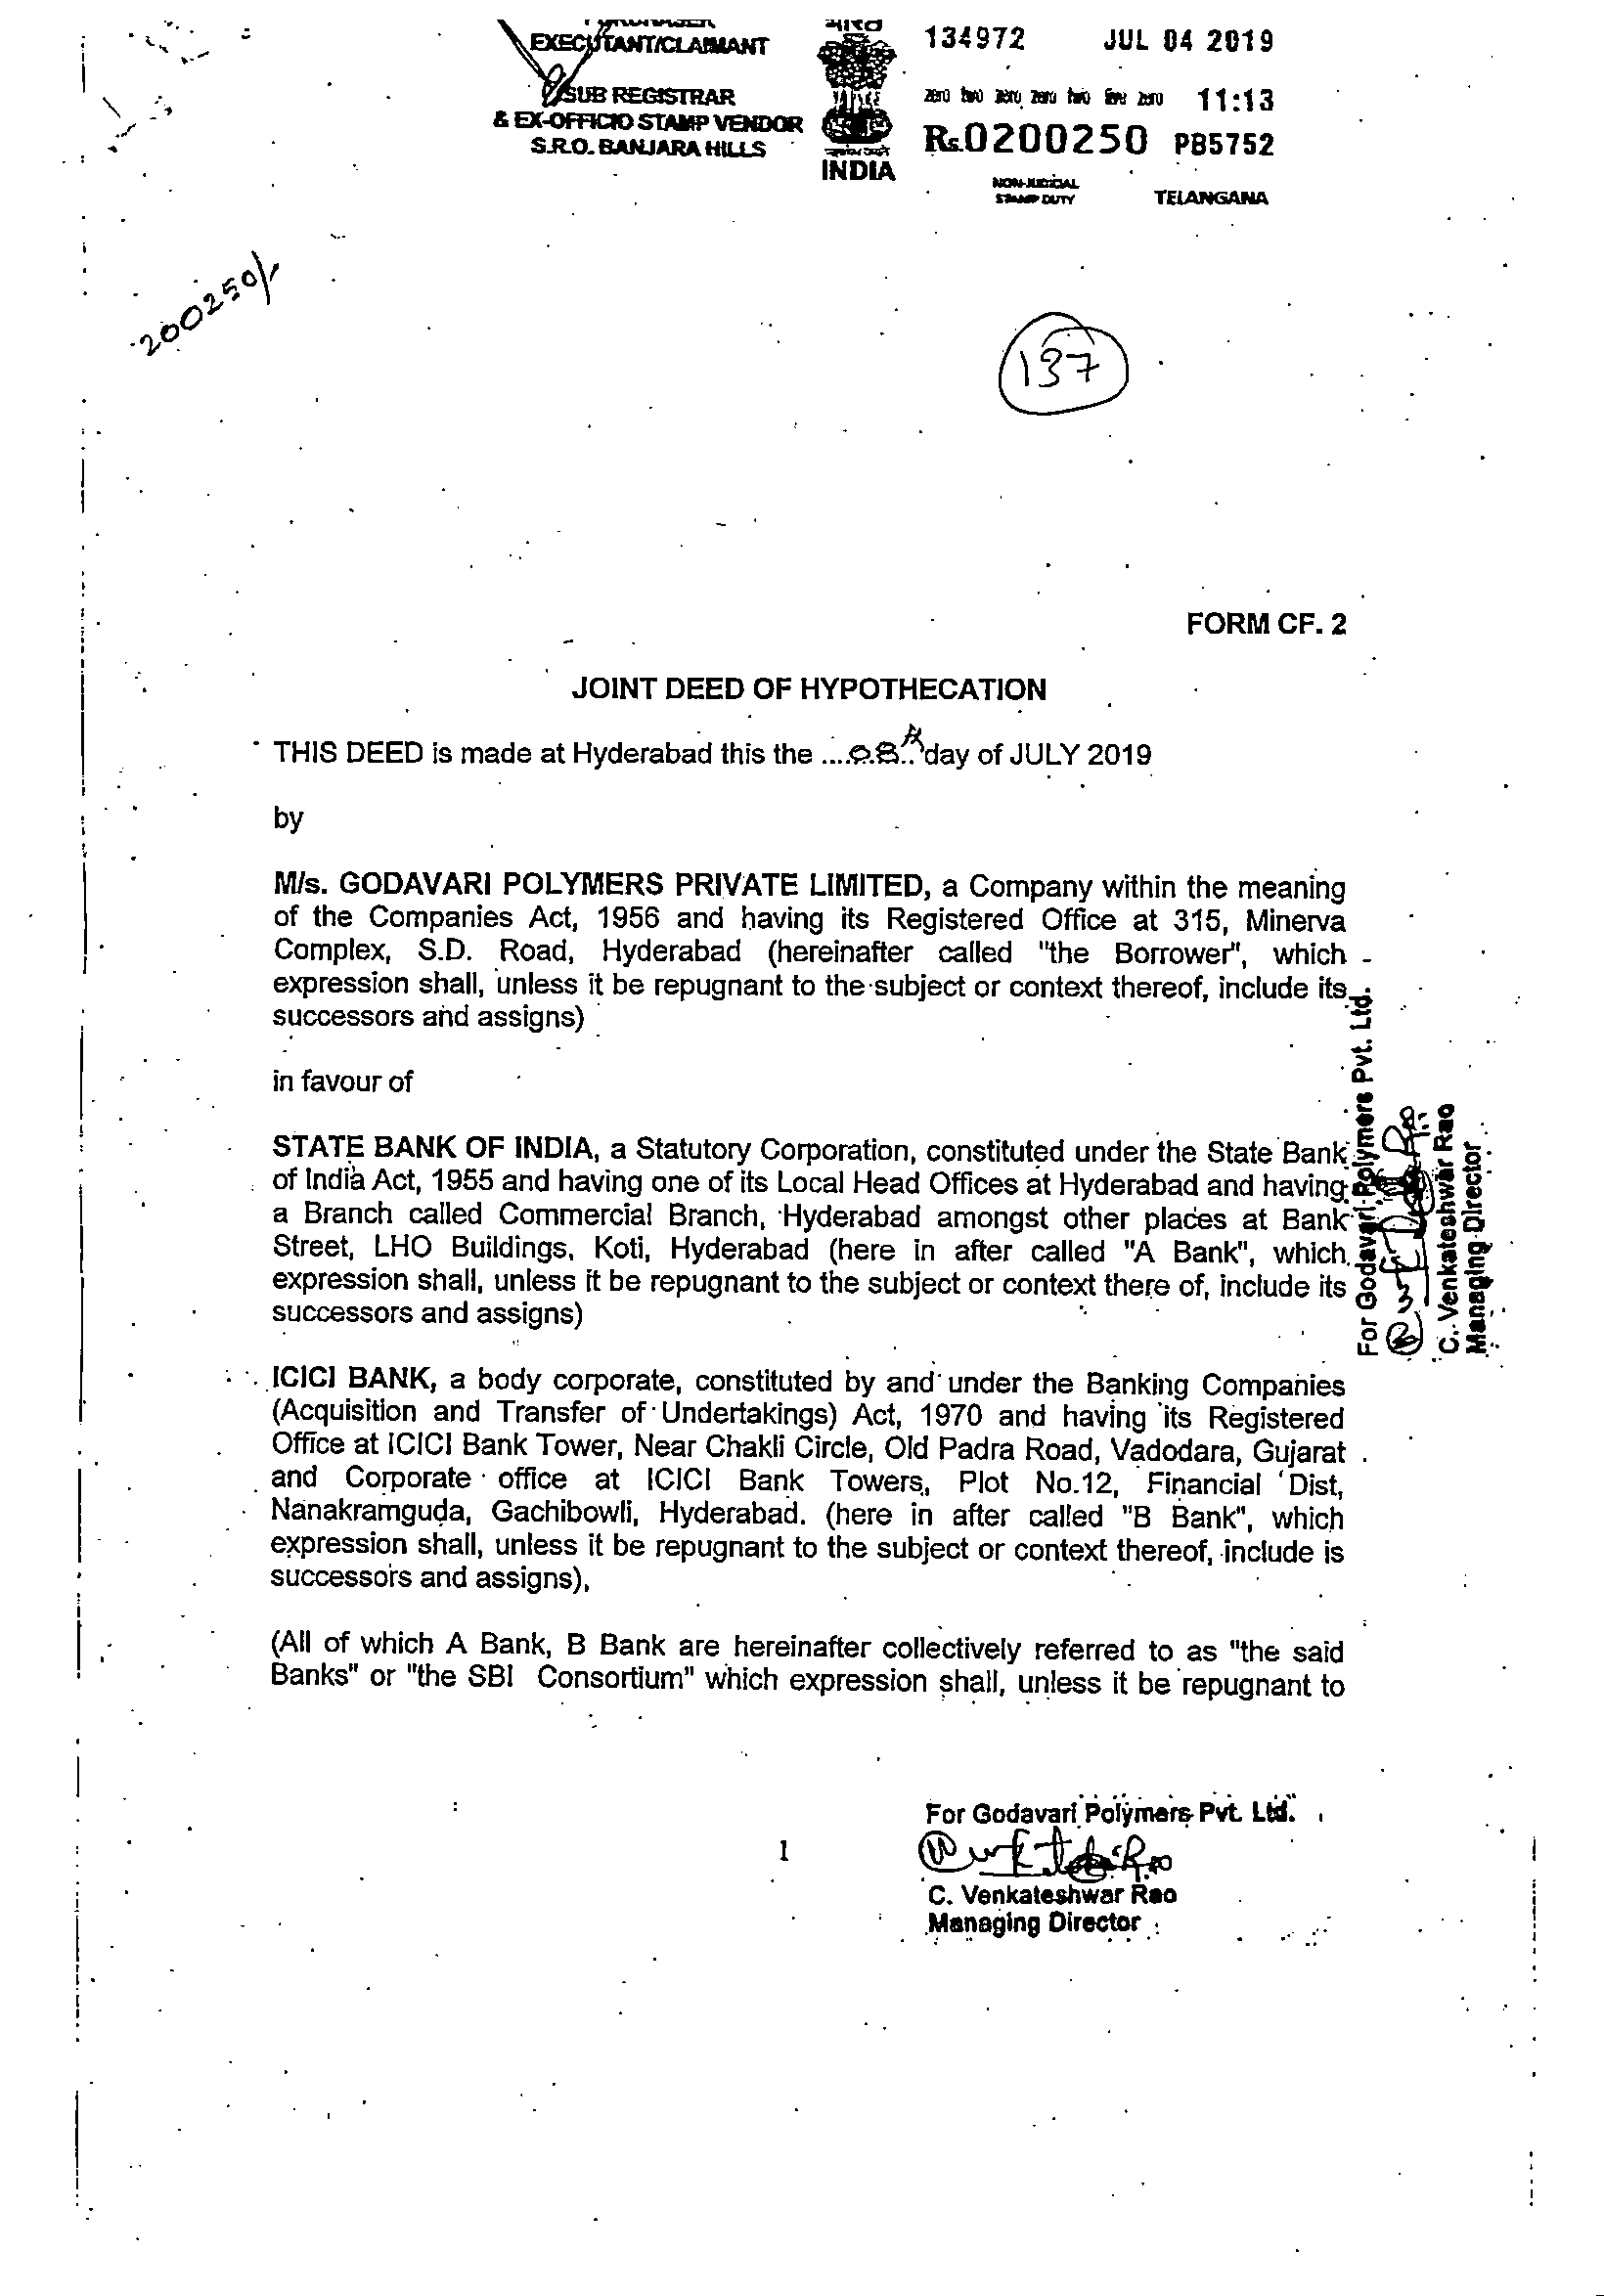 EXECUTANT/CLAIMANT
SUB REGISTRAR
& EX-OFFICIO STAMP VENDOR
S.R.O. BANJARA HILLS
भारत
INDIA
134972 JUL 04 2019
zero two zero zero two five zero 11:13
Rs.0200250 PB5752
NON-JUDICIAL
STAMP DUTY
TELANGANA
200250/-
137
FORM CF. 2
JOINT DEED OF HYPOTHECATION
THIS DEED is made at Hyderabad this the ....08..th day of JULY 2019
by
M/s. GODAVARI POLYMERS PRIVATE LIMITED, a Company within the meaning
of the Companies Act, 1956 and having its Registered Office at 315, Minerva
Complex, S.D. Road, Hyderabad (hereinafter called "the Borrower", which
expression shall, unless it be repugnant to the subject or context thereof, include its
successors and assigns)
in favour of
STATE BANK OF INDIA, a Statutory Corporation, constituted under the State Bank
of India Act, 1955 and having one of its Local Head Offices at Hyderabad and having
a Branch called Commercial Branch, Hyderabad amongst other places at Bank
Street, LHO Buildings, Koti, Hyderabad (here in after called "A Bank", which
expression shall, unless it be repugnant to the subject or context there of, include its
successors and assigns)
ICICI BANK, a body corporate, constituted by and under the Banking Companies
(Acquisition and Transfer of Undertakings) Act, 1970 and having its Registered
Office at ICICI Bank Tower, Near Chakli Circle, Old Padra Road, Vadodara, Gujarat
and Corporate office at ICICI Bank Towers, Plot No.12, Financial Dist,
Nanakramguda, Gachibowli, Hyderabad. (here in after called "B Bank", which
expression shall, unless it be repugnant to the subject or context thereof, include is
successors and assigns),
(All of which A Bank, B Bank are hereinafter collectively referred to as "the said
Banks" or "the SBI Consortium" which expression shall, unless it be repugnant to
For Godavari Polymers Pvt. Ltd.
C. Venkateshwar Rao
Managing Director
1
For Godavari Polymers Pvt. Ltd.
C. Venkateshwar Rao
Managing Director